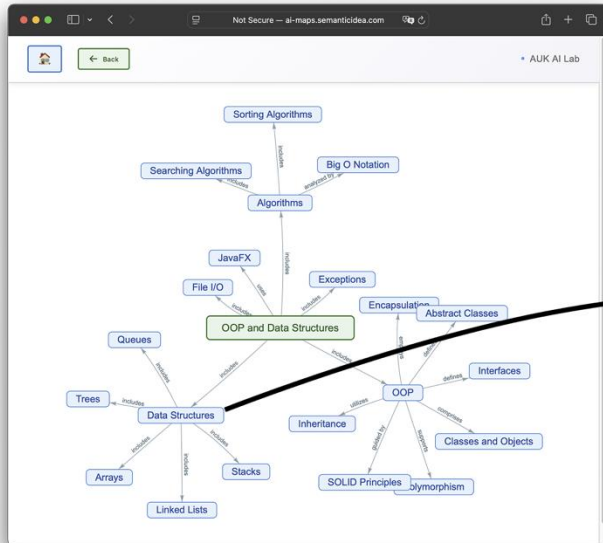 Not Secure — ai-maps.semanticidea.com
← Back
• AUK AI Lab
Sorting Algorithms
includes
Searching Algorithms
Big O Notation
includes
analyzed by
Algorithms
includes
JavaFX
File I/O
Exceptions
uses
includes
includes
Encapsulation
Abstract Classes
OOP and Data Structures
Queues
includes
includes
defines
Interfaces
defines
includes
Trees
includes
OOP
Data Structures
utilizes
comprises
Inheritance
Classes and Objects
includes
includes
includes
guided by
supports
Arrays
Stacks
SOLID Principles
olymorphism
Linked Lists